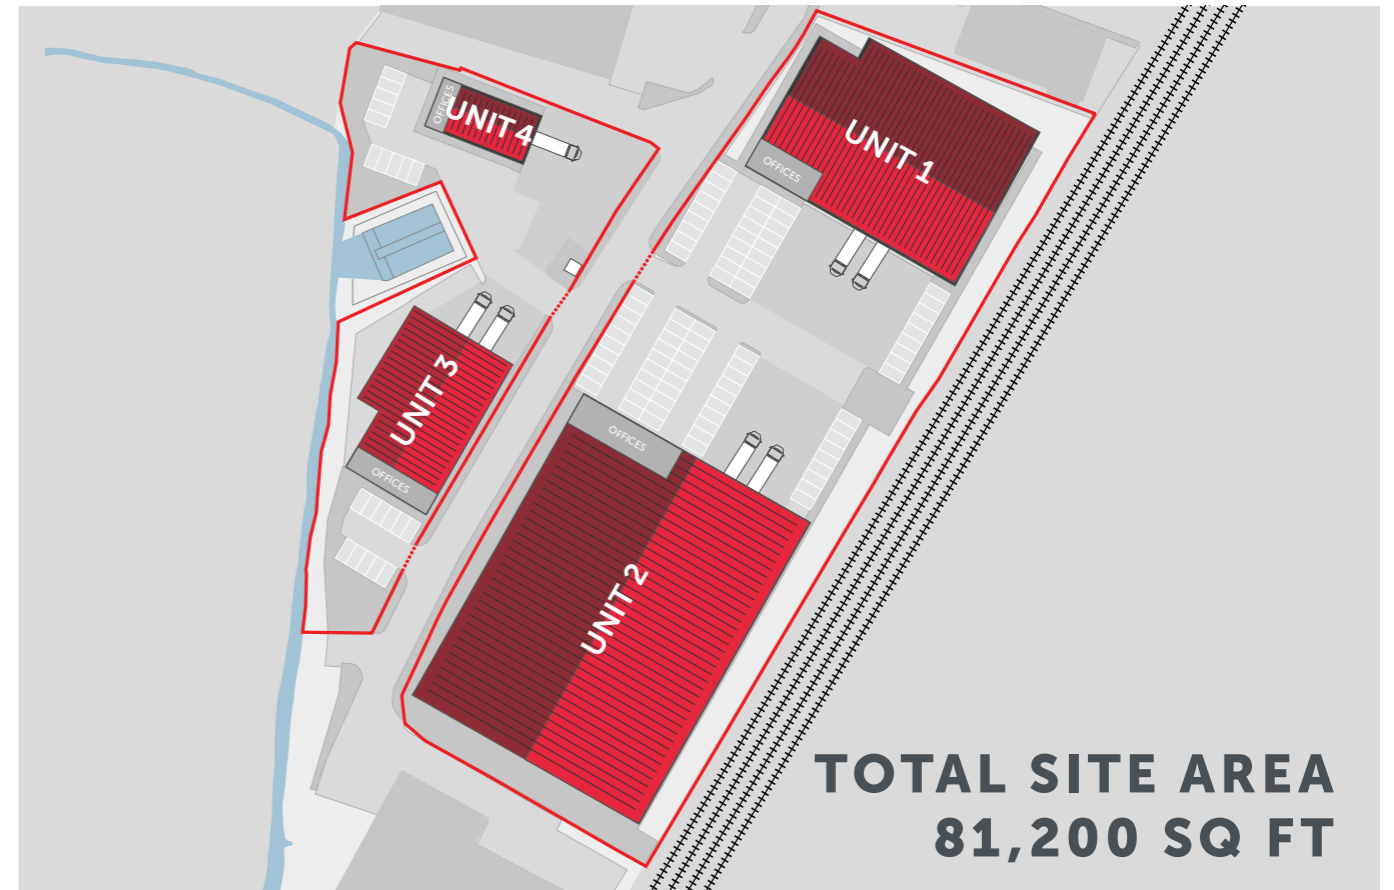 OFFICES
UNIT 4
UNIT 1
OFFICES
UNIT 3
OFFICES
OFFICES
UNIT 2
TOTAL SITE AREA
81,200 SQ FT